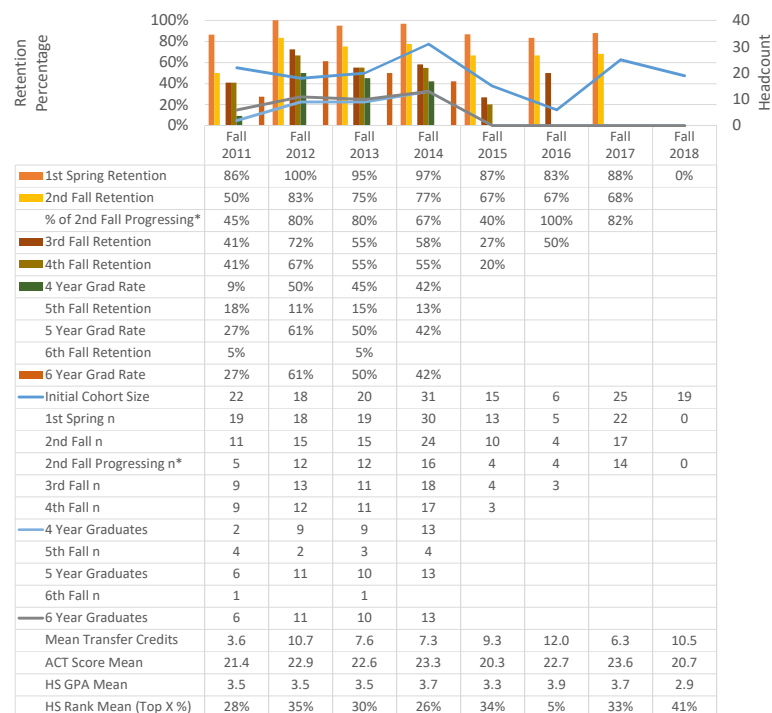 Retention
Percentage
100%
80%
60%
40%
20%
0%
40
30
20
10
0
Headcount
Fall 2011 Fall 2012 Fall 2013 Fall 2014 Fall 2015 Fall 2016 Fall 2017 Fall 2018
1st Spring Retention 86% 100% 95% 97% 87% 83% 88% 0%
2nd Fall Retention 50% 83% 75% 77% 67% 67% 68%
% of 2nd Fall Progressing* 45% 80% 80% 67% 40% 100% 82%
3rd Fall Retention 41% 72% 55% 58% 27% 50%
4th Fall Retention 41% 67% 55% 55% 20%
4 Year Grad Rate 9% 50% 45% 42%
5th Fall Retention 18% 11% 15% 13%
5 Year Grad Rate 27% 61% 50% 42%
6th Fall Retention 5% 5%
6 Year Grad Rate 27% 61% 50% 42%
Initial Cohort Size 22 18 20 31 15 6 25 19
1st Spring n 19 18 19 30 13 5 22 0
2nd Fall n 11 15 15 24 10 4 17
2nd Fall Progressing n* 5 12 12 16 4 4 14 0
3rd Fall n 9 13 11 18 4 3
4th Fall n 9 12 11 17 3
4 Year Graduates 2 9 9 13
5th Fall n 4 2 3 4
5 Year Graduates 6 11 10 13
6th Fall n 1 1
6 Year Graduates 6 11 10 13
Mean Transfer Credits 3.6 10.7 7.6 7.3 9.3 12.0 6.3 10.5
ACT Score Mean 21.4 22.9 22.6 23.3 20.3 22.7 23.6 20.7
HS GPA Mean 3.5 3.5 3.5 3.7 3.3 3.9 3.7 2.9
HS Rank Mean (Top X %) 28% 35% 30% 26% 34% 5% 33% 41%